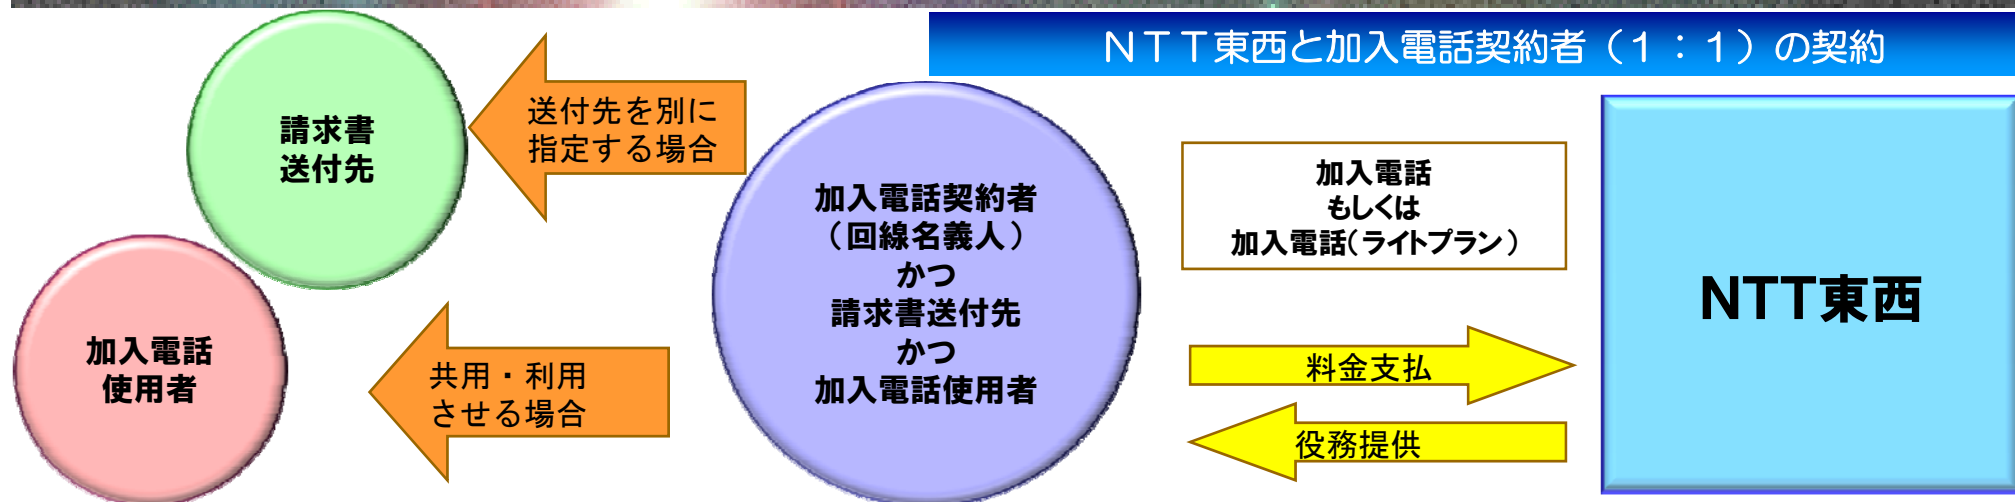 NTT東西と加入電話契約者(1:1)の契約
請求書
送付先
送付先を別に
指定する場合
加入電話契約者
(回線名義人)
かつ
請求書送付先
かつ
加入電話使用者
加入電話
もしくは
加入電話(ライトプラン)
NTT東西
加入電話
使用者
共用・利用
させる場合
料金支払
役務提供